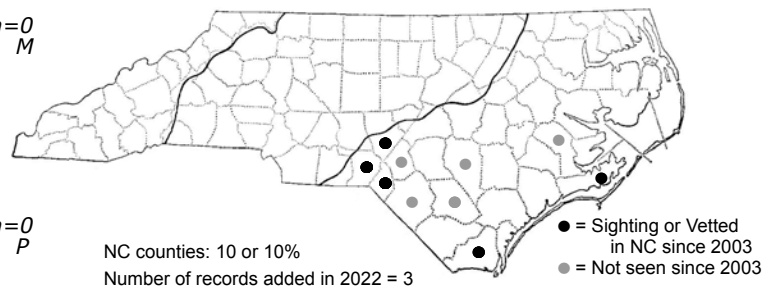 n=0
M
n=0
P
NC counties: 10 or 10%
Number of records added in 2022 = 3
● = Sighting or Vetted
in NC since 2003
● = Not seen since 2003